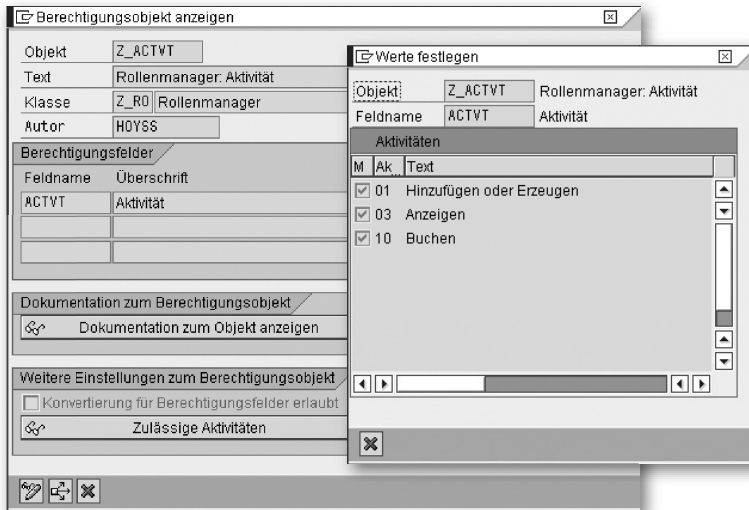 Berechtigungsobjekt anzeigen
Objekt Z_ACTVT
Text Rollenmanager: Aktivität
Klasse Z_RO Rollenmanager
Autor HOYSS
Berechtigungsfelder
Feldname Überschrift
ACTVT Aktivität
Dokumentation zum Berechtigungsobjekt
Dokumentation zum Objekt anzeigen
Weitere Einstellungen zum Berechtigungsobjekt
Konvertierung für Berechtigungsfelder erlaubt
Zulässige Aktivitäten
Werte festlegen
Objekt Z_ACTVT Rollenmanager: Aktivität
Feldname ACTVT Aktivität
Aktivitäten
M Ak... Text
01 Hinzufügen oder Erzeugen
03 Anzeigen
10 Buchen